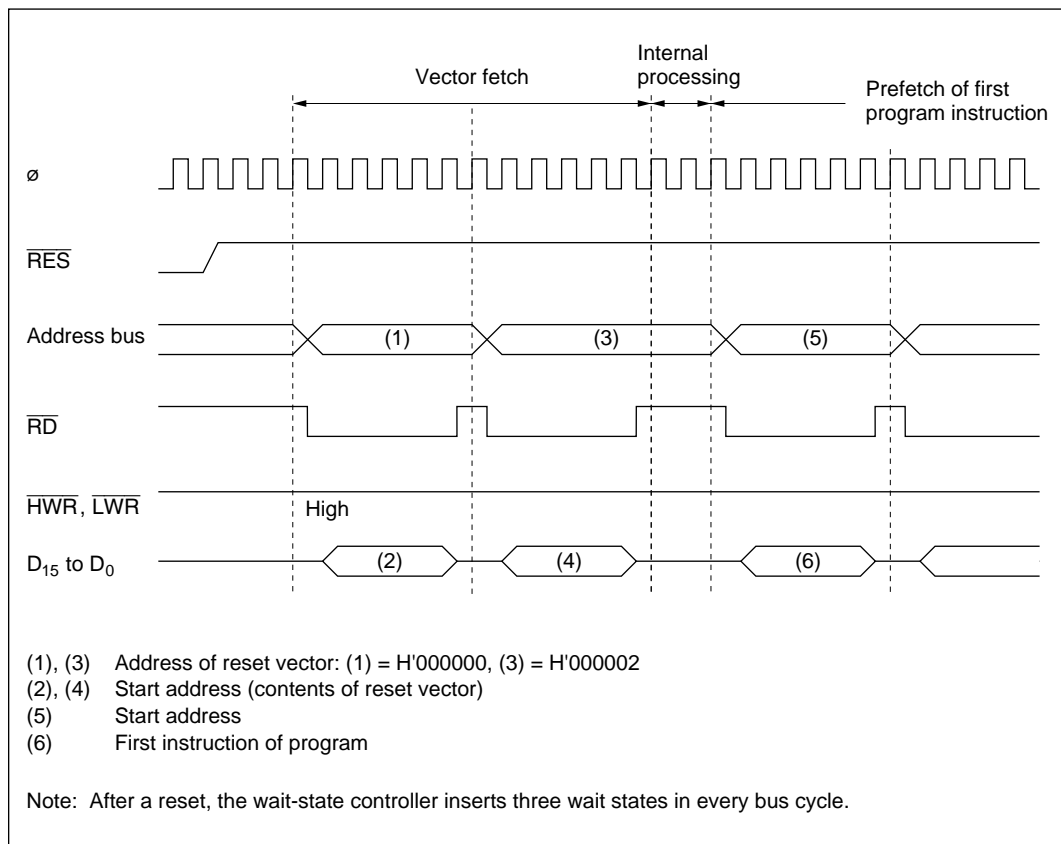 Internal
processing
Vector fetch
Prefetch of first
program instruction
ø
RES
Address bus
(1)
(3)
(5)
RD
HWR, LWR
High
D15 to D0
(2)
(4)
(6)
(1), (3) Address of reset vector: (1) = H'000000, (3) = H'000002
(2), (4) Start address (contents of reset vector)
(5) Start address
(6) First instruction of program
Note: After a reset, the wait-state controller inserts three wait states in every bus cycle.